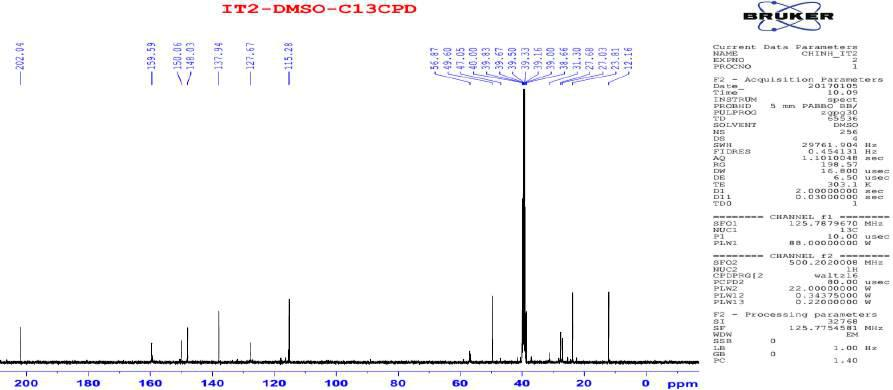 IT2-DMSO-C13CPD
BRUKER
202.04
159.59
150.06
148.03
137.94
127.67
115.28
56.87
49.60
47.05
40.00
39.83
39.67
39.50
39.33
39.16
39.00
38.66
31.30
27.68
27.03
23.81
12.16
Current Data Parameters
NAME CHINH_IT2
EXPNO 2
PROCNO 1
F2 - Acquisition Parameters
Date_ 20170105
Time 10.09
INSTRUM spect
PROBHD 5 mm PABBO BB/
PULPROG zgpg30
TD 65536
SOLVENT DMSO
NS 256
DS 4
SWH 29761.904 Hz
FIDRES 0.454131 Hz
AQ 1.1010048 sec
RG 198.57
DW 16.800 usec
DE 6.50 usec
TE 303.1 K
D1 2.00000000 sec
D11 0.03000000 sec
TD0 1
======== CHANNEL f1 ========
SFO1 125.7879670 MHz
NUC1 13C
P1 10.00 usec
PLW1 88.00000000 W
======== CHANNEL f2 ========
SFO2 500.2020008 MHz
NUC2 1H
CPDPRG[2 waltz16
PCPD2 80.00 usec
PLW2 22.00000000 W
PLW12 0.34375000 W
PLW13 0.22000000 W
F2 - Processing parameters
SI 32768
SF 125.7754581 MHz
WDW EM
SSB 0
LB 1.00 Hz
GB 0
PC 1.40
200 180 160 140 120 100 80 60 40 20 0 ppm